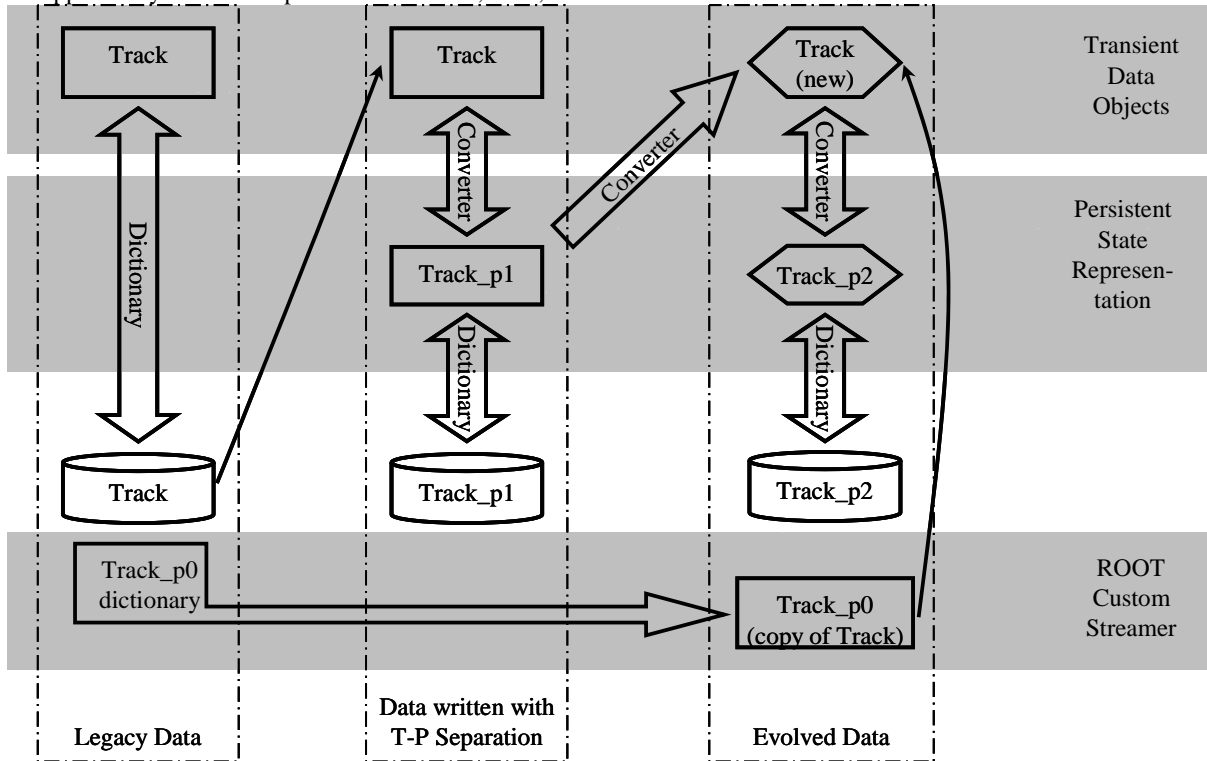 Track
Track
Track
(new)
Transient
Data
Objects
Dictionary
Converter
Converter
Converter
Persistent
State
Represen-
tation
Track_p1
Track_p2
Dictionary
Dictionary
Track
Track_p1
Track_p2
Track_p0
dictionary
Track_p0
(copy of Track)
ROOT
Custom
Streamer
Legacy Data
Data written with
T-P Separation
Evolved Data